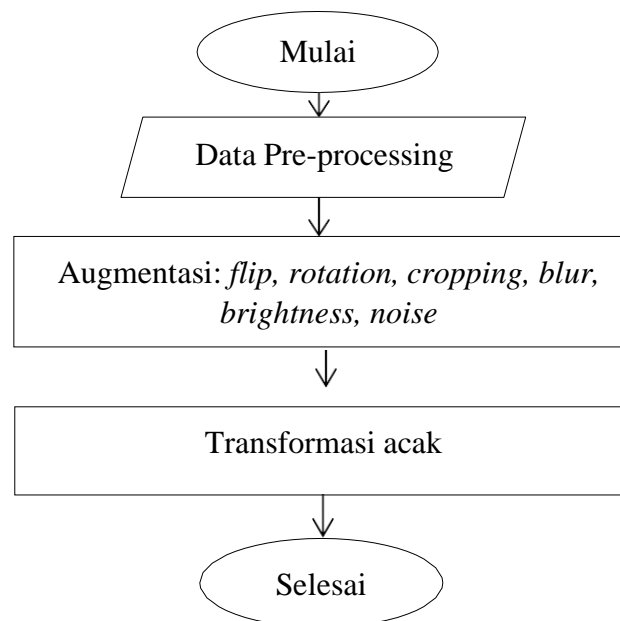 Mulai
Data Pre-processing
Augmentasi: flip, rotation, cropping, blur,
brightness, noise
Transformasi acak
Selesai